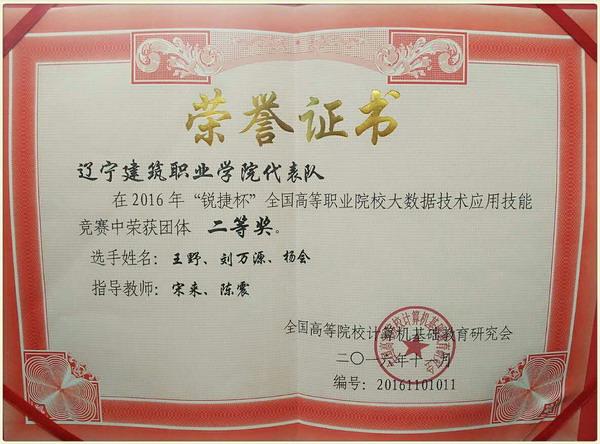 荣誉证书
辽宁建筑职业学院代表队
在2016年“锐捷杯”全国高等职业院校大数据技术应用技能
竞赛中荣获团体 二等奖。
选手姓名：王野、刘万源、杨会
指导教师：宋来、陈震
全国高等院校计算机基础教育研究会
二〇一六年十一月
编号：20161101011